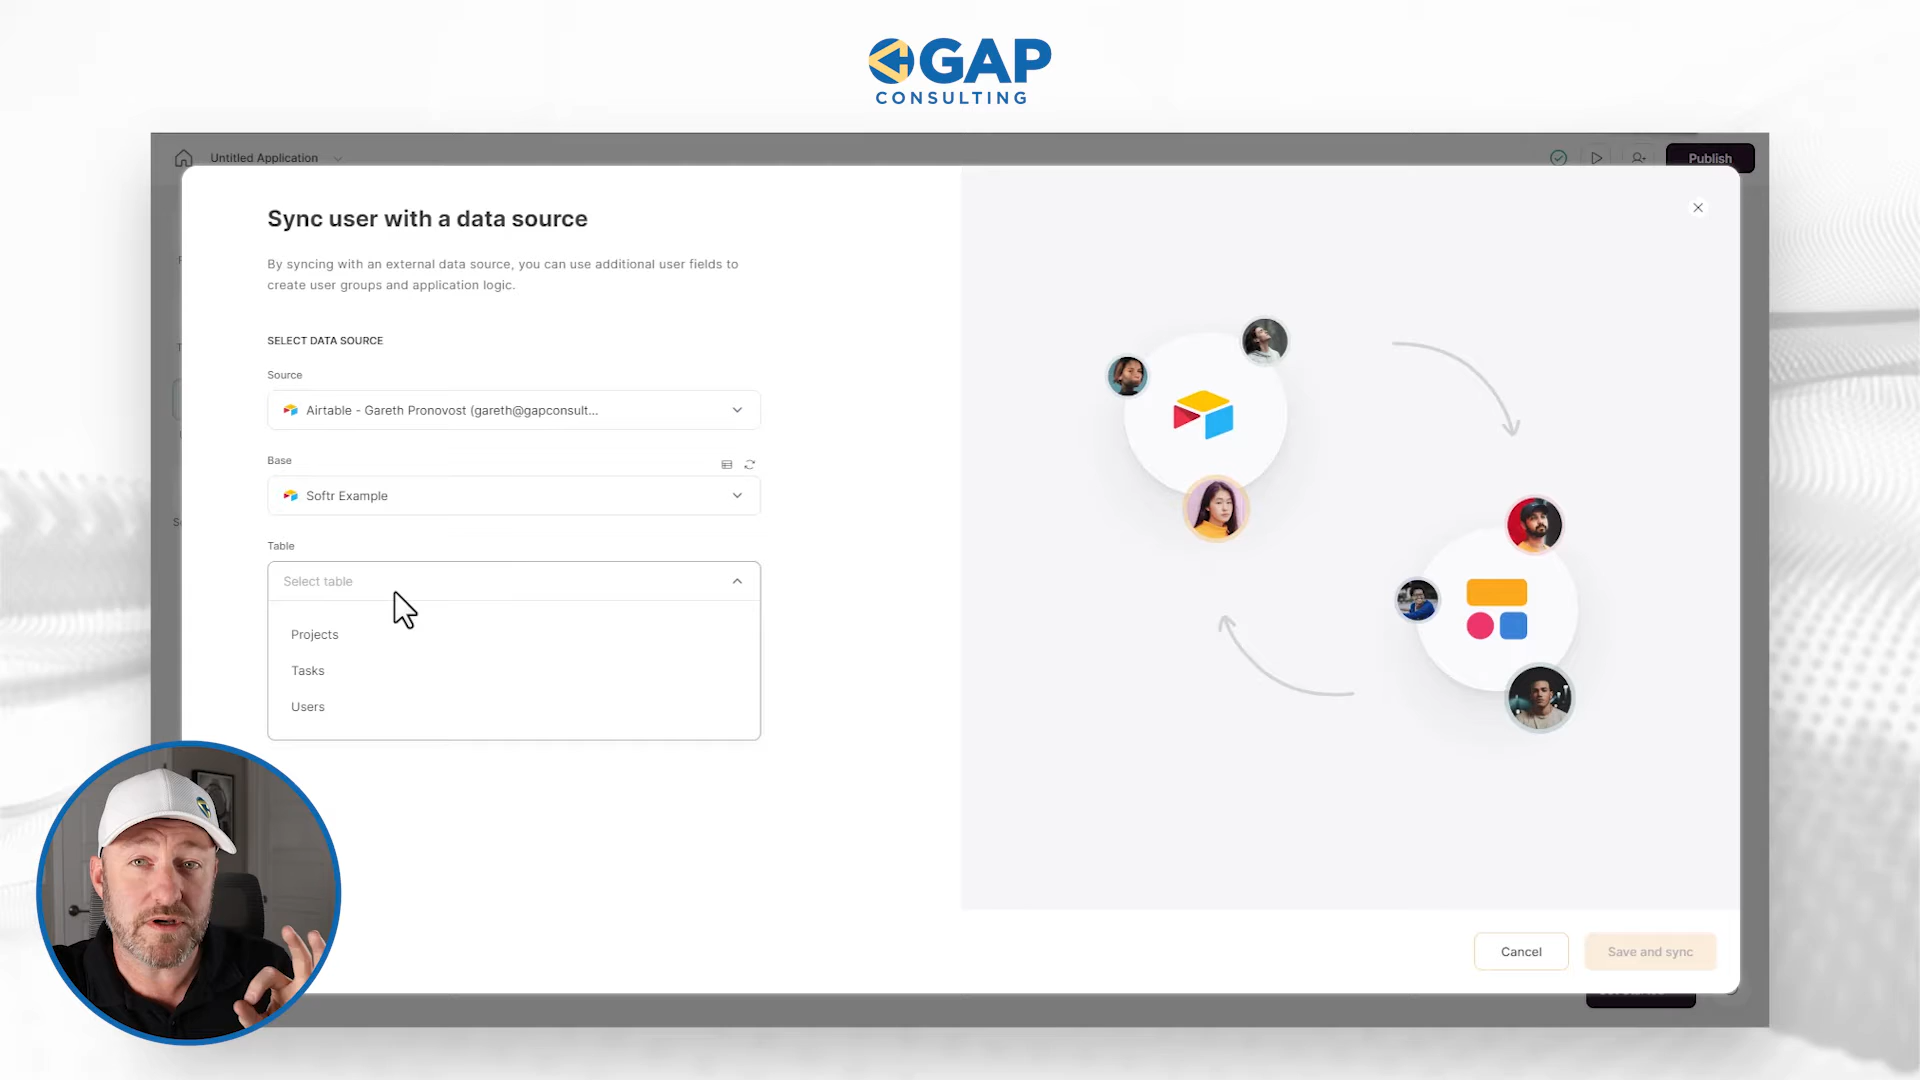 GAP
CONSULTING
Untitled Application
Publish
Sync user with a data source
By syncing with an external data source, you can use additional user fields to
create user groups and application logic.
SELECT DATA SOURCE
Source
Airtable - Gareth Pronovost (gareth@gapconsult...
Base
Softr Example
Table
Select table
Projects
Tasks
Users
Cancel
Save and sync